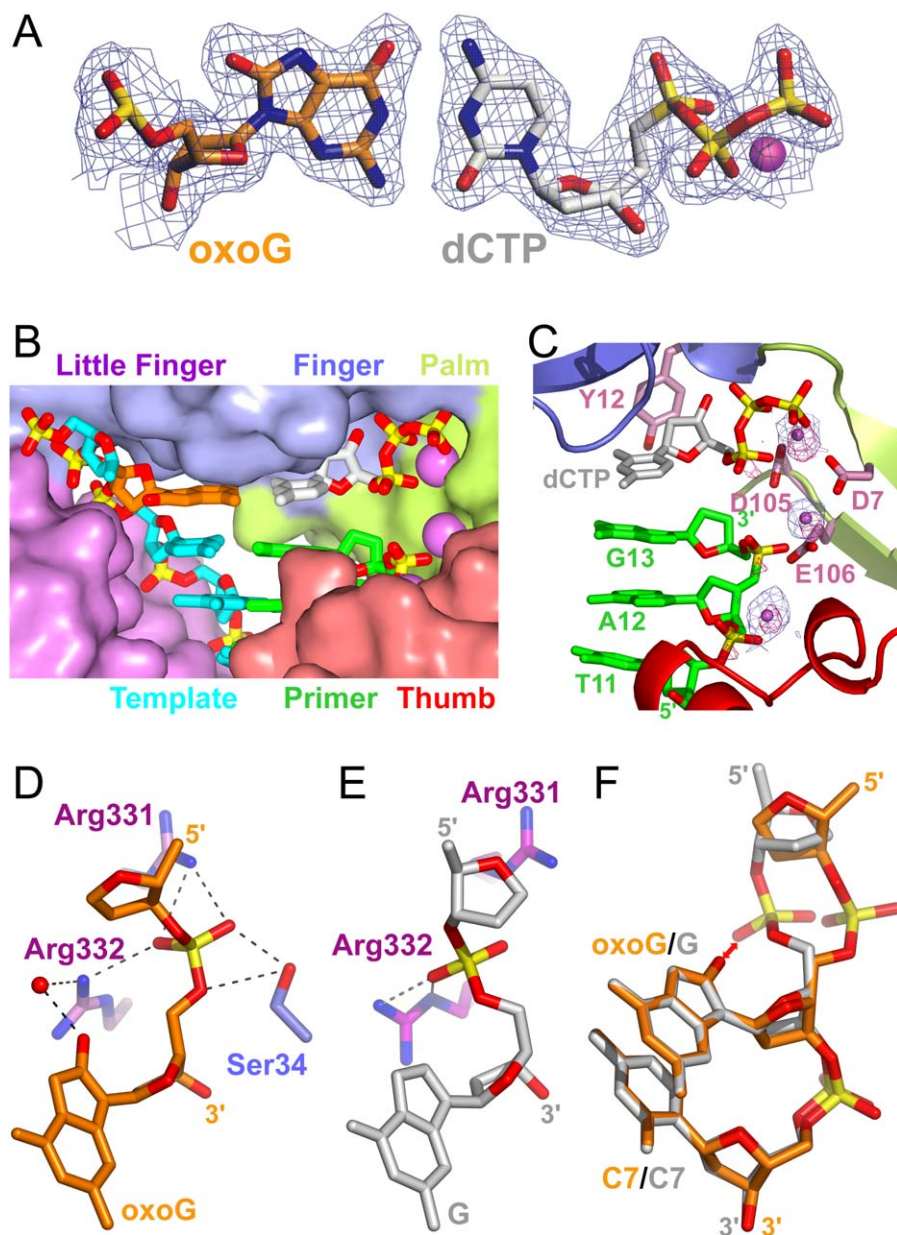 A
oxoG
dCTP
B
Little Finger Finger Palm
Template Primer Thumb
C
Y12
dCTP
D105 D7
3'
G13
E106
A12
T11
5'
D
Arg331
5'
Arg332
Ser34
3'
oxoG
E
Arg331
5'
Arg332
3'
G
F
5' 5'
oxoG/G
C7/C7
3' 3'